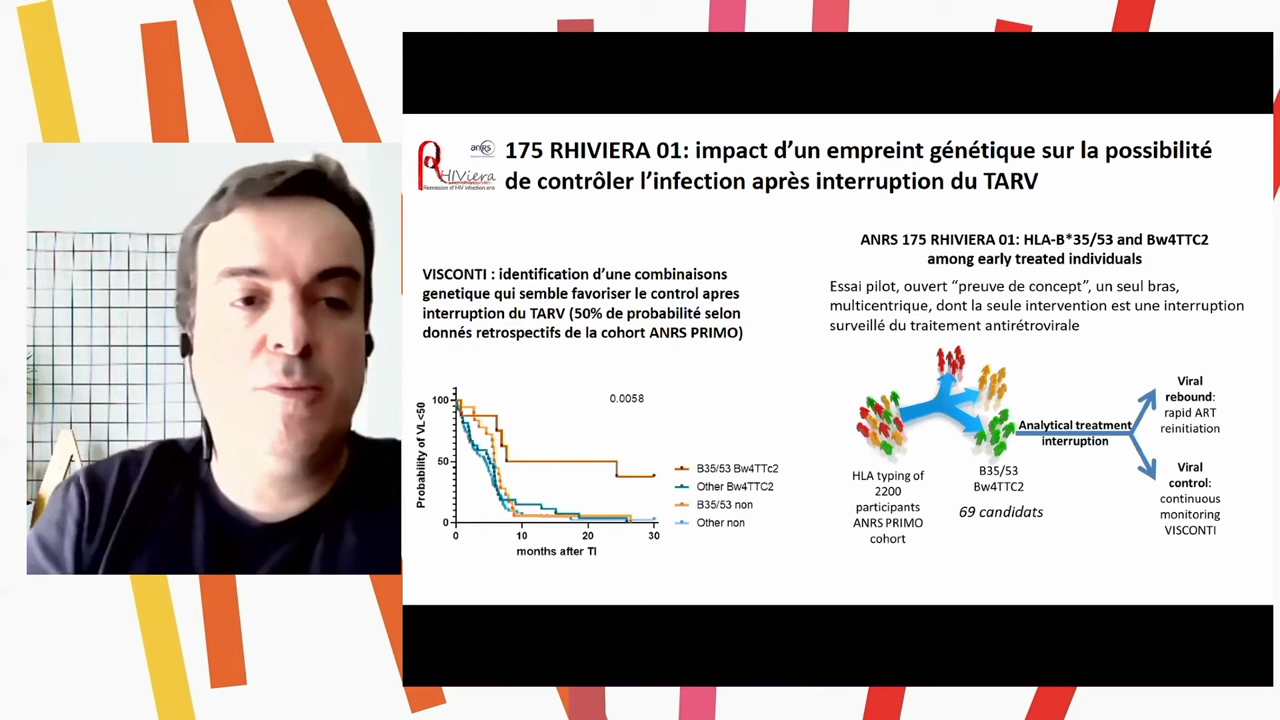 anRS
RHIViera
Remission of HIV infection era
175 RHIVIERA 01: impact d'un empreint génétique sur la possibilité
de contrôler l'infection après interruption du TARV
VISCONTI : identification d'une combinaisons
genetique qui semble favoriser le control apres
interruption du TARV (50% de probabilité selon
donnés retrospectifs de la cohort ANRS PRIMO)
Probability of VL<50
100
50
0
0
10
20
30
months after TI
0.0058
B35/53 Bw4TTc2
Other Bw4TTC2
B35/53 non
Other non
ANRS 175 RHIVIERA 01: HLA-B*35/53 and Bw4TTC2
among early treated individuals
Essai pilot, ouvert "preuve de concept", un seul bras,
multicentrique, dont la seule intervention est une interruption
surveillé du traitement antirétrovirale
HLA typing of
2200
participants
ANRS PRIMO
cohort
B35/53
Bw4TTC2
69 candidats
Analytical treatment
interruption
Viral
rebound:
rapid ART
reinitiation
Viral
control:
continuous
monitoring
VISCONTI